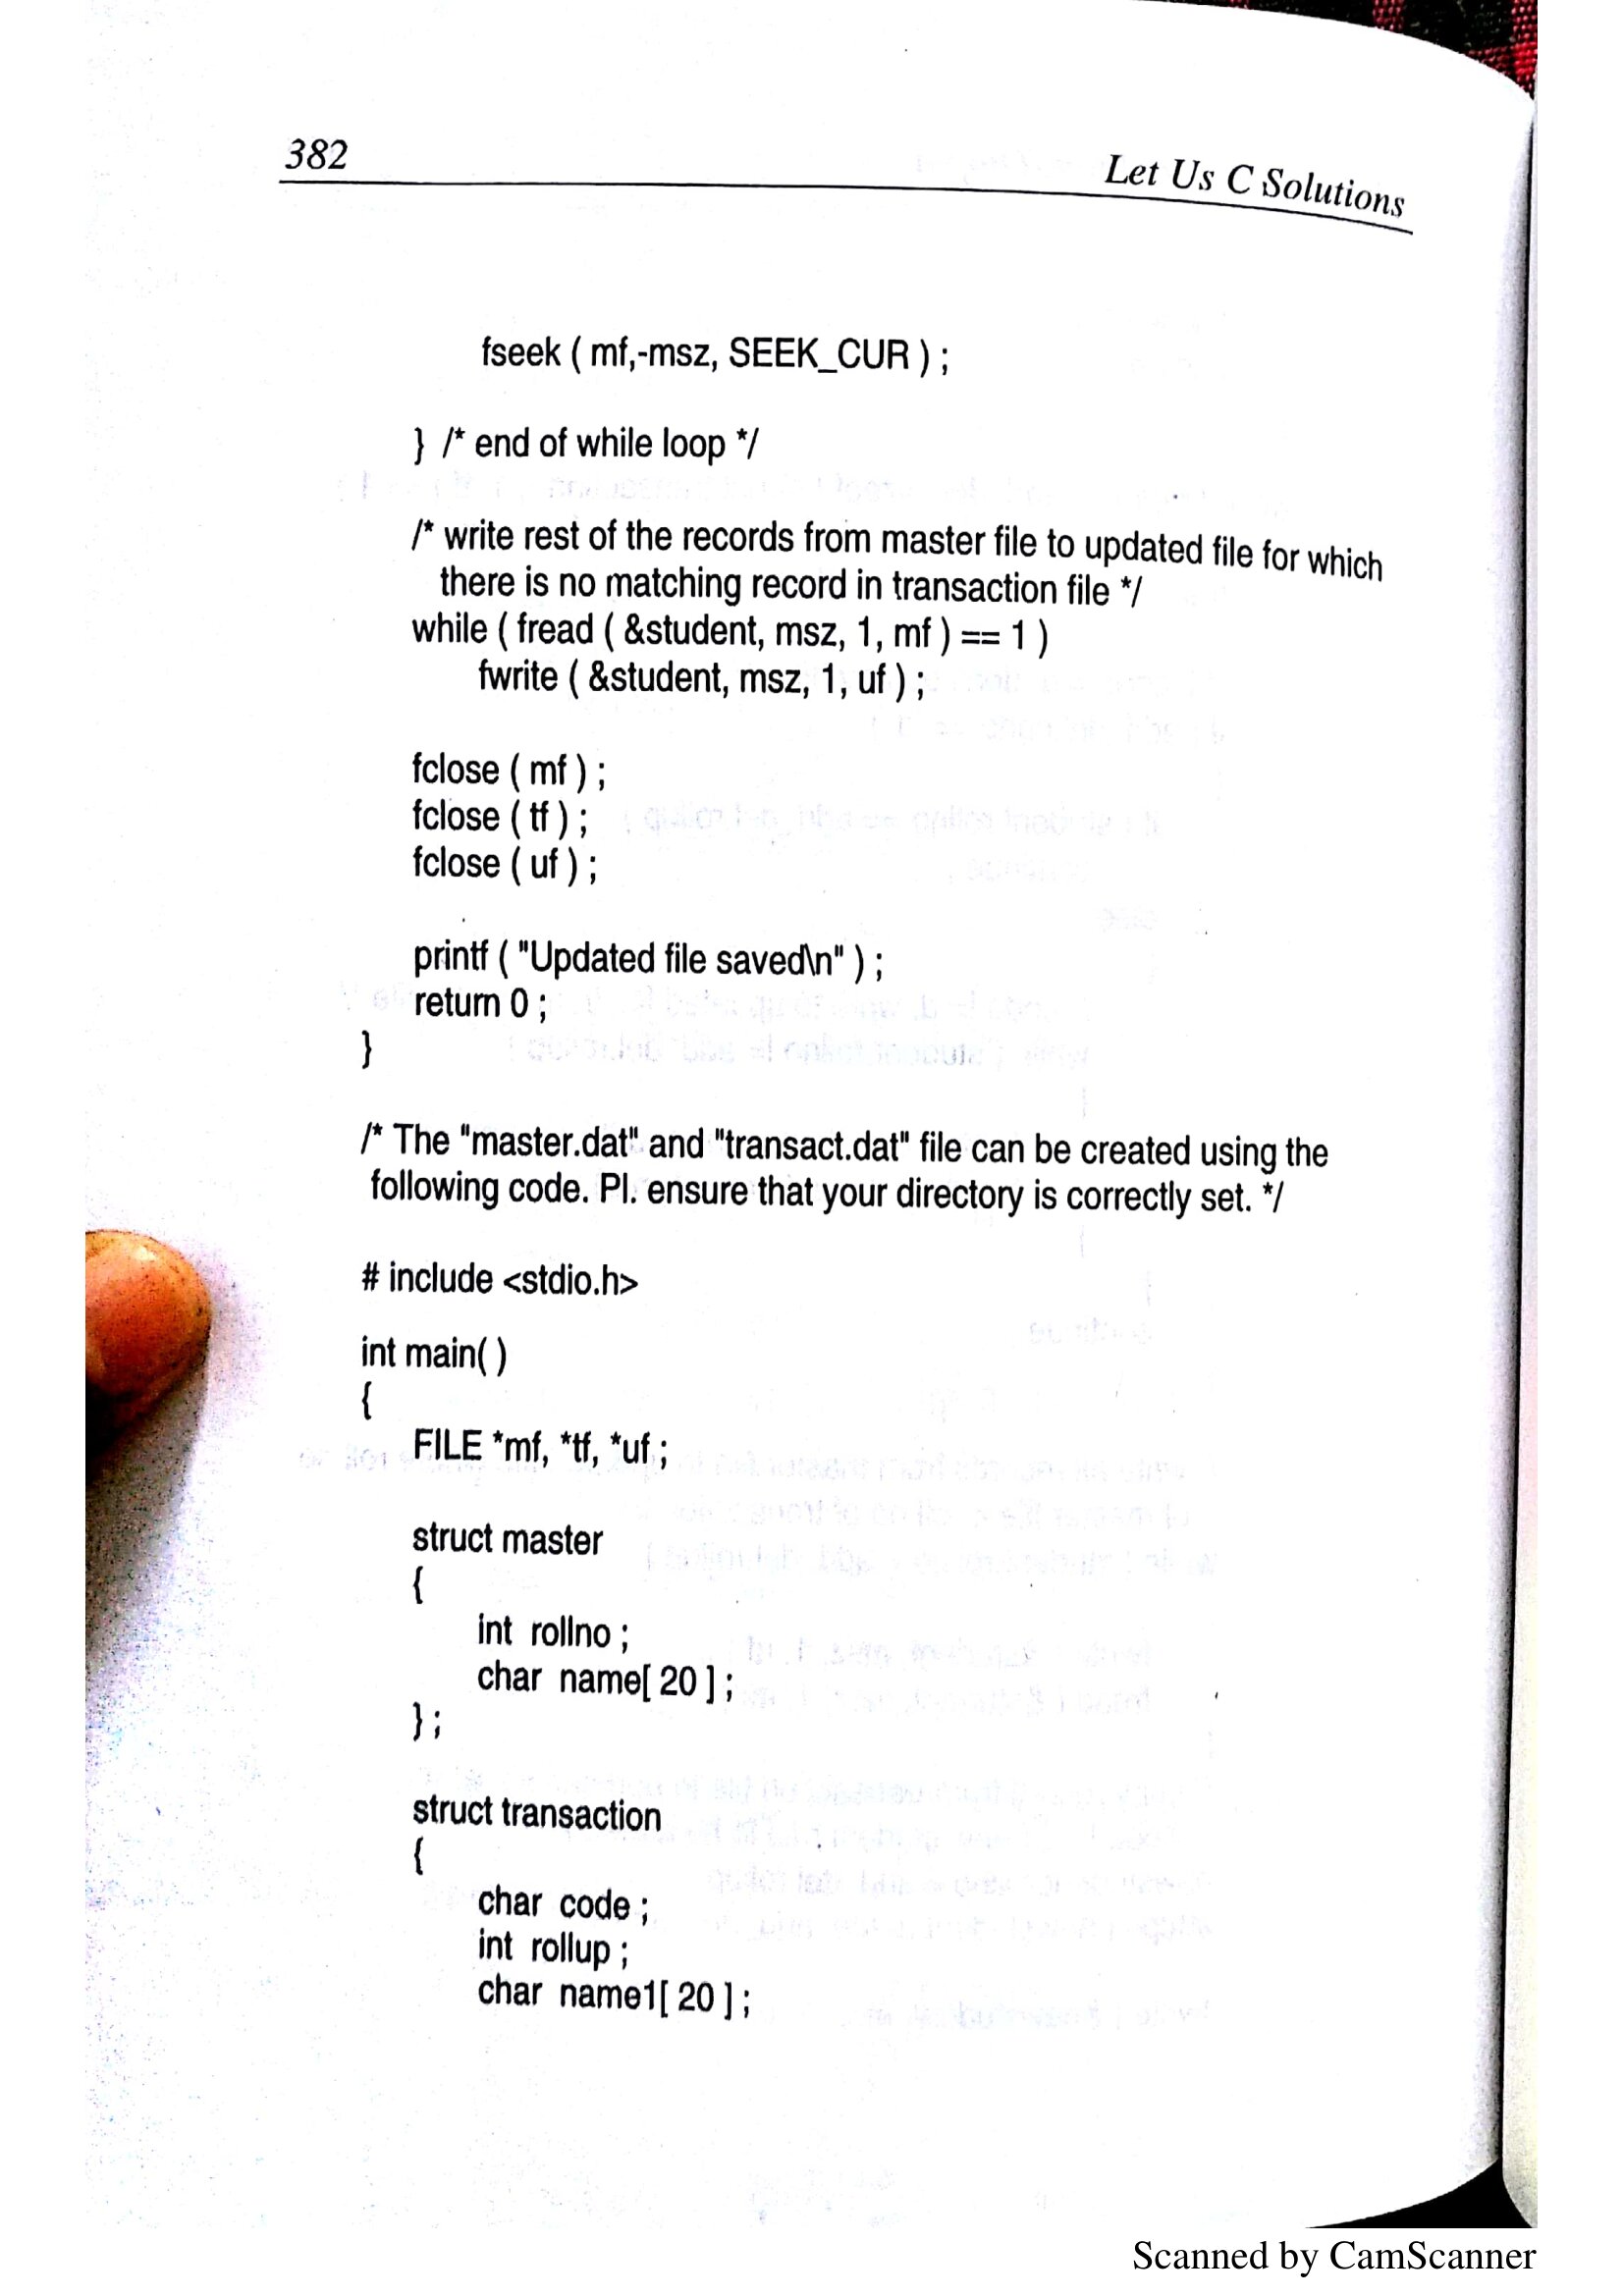 382
Let Us C Solutions
fseek ( mf,-msz, SEEK_CUR ) ;
} /* end of while loop */
/* write rest of the records from master file to updated file for which
there is no matching record in transaction file */
while ( fread ( &student, msz, 1, mf ) == 1 )
fwrite ( &student, msz, 1, uf ) ;
fclose ( mf ) ;
fclose ( tf ) ;
fclose ( uf ) ;
printf ( "Updated file saved\n" ) ;
return 0 ;
}
/* The "master.dat" and "transact.dat" file can be created using the
following code. Pl. ensure that your directory is correctly set. */
# include <stdio.h>
int main( )
{
FILE *mf, *tf, *uf ;
struct master
{
int rollno ;
char name[ 20 ] ;
} ;
struct transaction
{
char code ;
int rollup ;
char name1[ 20 ] ;
Scanned by CamScanner